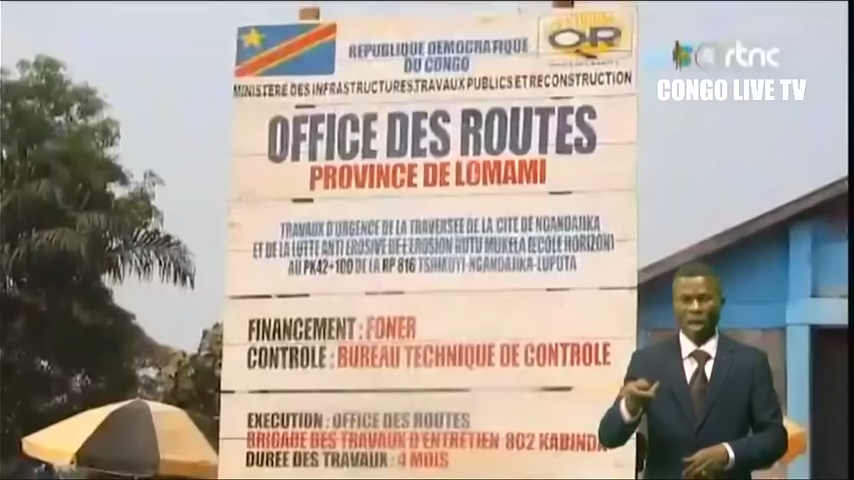 REPUBLIQUE DEMOCRATIQUE
DU CONGO
OR
rtnc
CONGO LIVE TV
MINISTERE DES INFRASTRUCTURES, TRAVAUX PUBLICS ET RECONSTRUCTION
OFFICE DES ROUTES
PROVINCE DE LOMAMI
TRAVAUX D'URGENCE DE LA TRAVERSEE DE LA CITE DE NGANDAJIKA
ET DE LA LUTTE ANTI EROSIVE DE EROSION MUKELA (ECOLE HORIZON)
AU PK42+100 DE LA RP 816 TSHIKUYI-NGANDAJIKA-LUPUTA
FINANCEMENT : FONER
CONTROLE : BUREAU TECHNIQUE DE CONTROLE
EXECUTION : OFFICE DES ROUTES
BRIGADE DES TRAVAUX D'ENTRETIEN 802 KABINDA
DUREE DES TRAVAUX : 4 MOIS